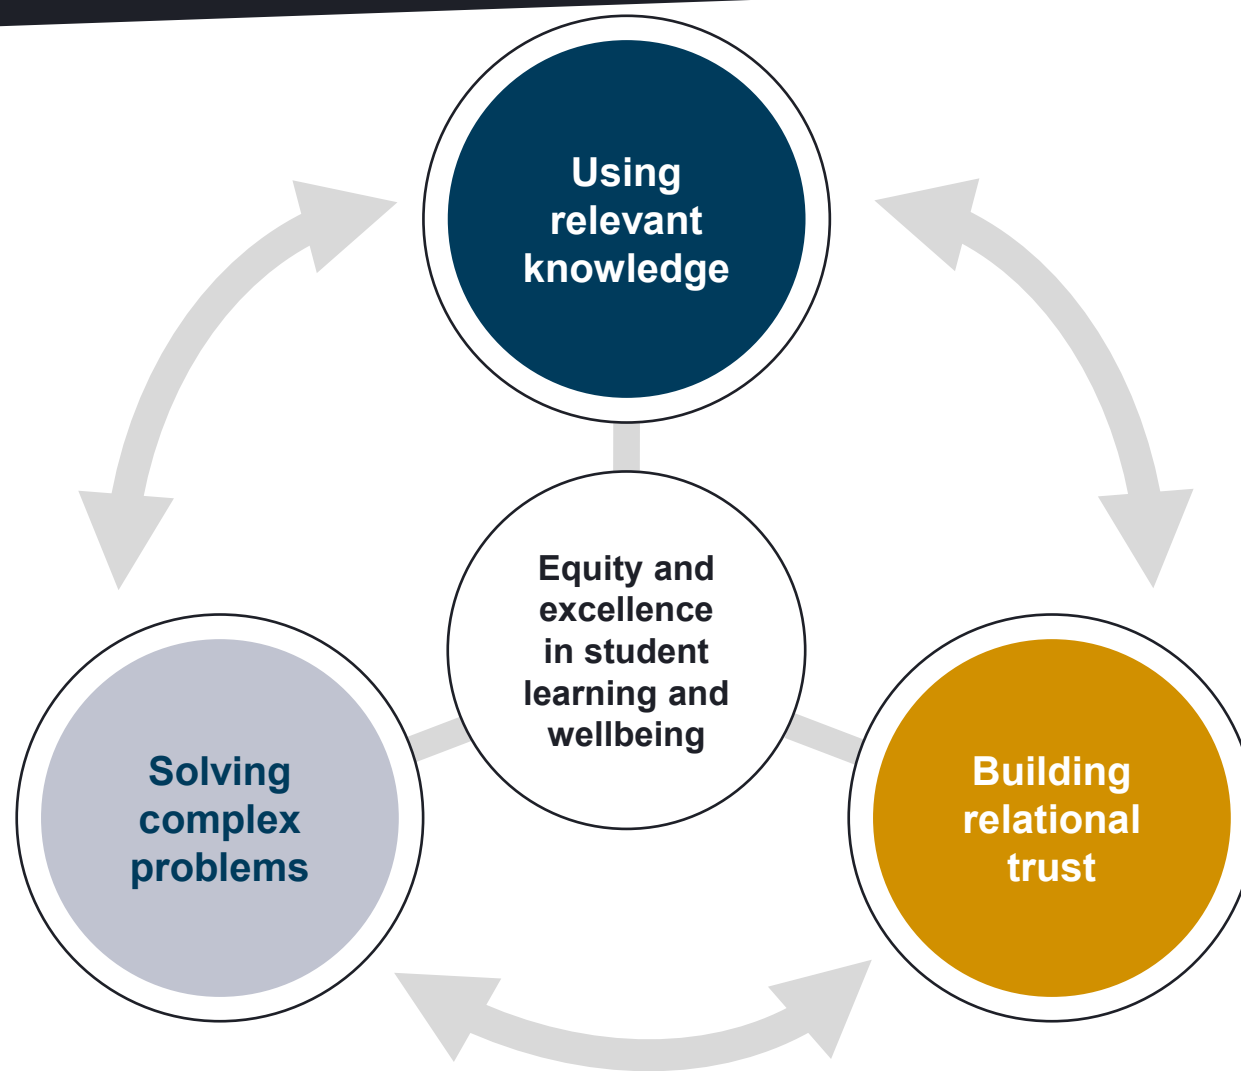 Using
relevant
knowledge
Equity and
excellence
in student
learning and
wellbeing
Solving
complex
problems
Building
relational
trust